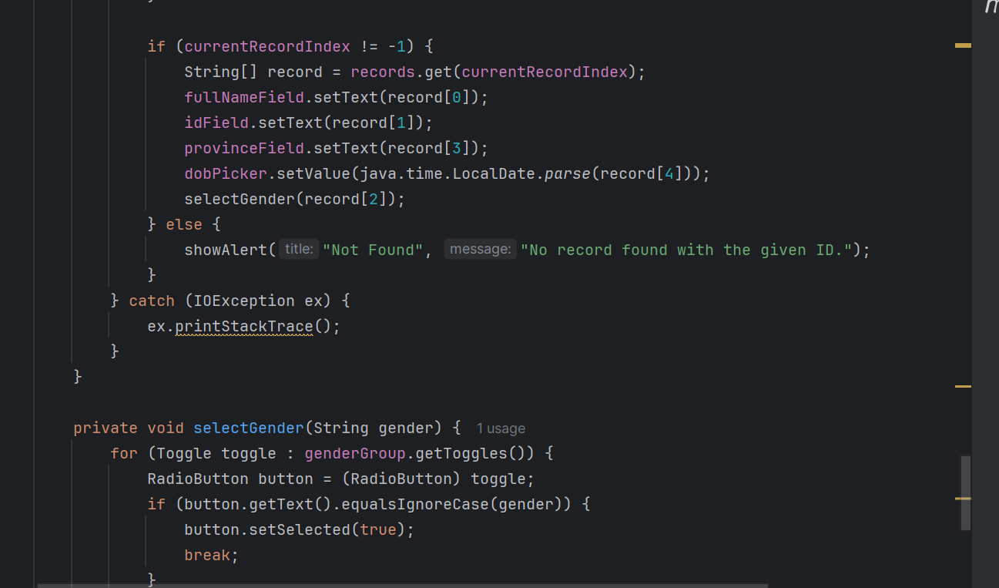 }
if (currentRecordIndex != -1) {
String[] record = records.get(currentRecordIndex);
fullNameField.setText(record[0]);
idField.setText(record[1]);
provinceField.setText(record[3]);
dobPicker.setValue(java.time.LocalDate.parse(record[4]));
selectGender(record[2]);
} else {
showAlert( title: "Not Found", message: "No record found with the given ID.");
}
} catch (IOException ex) {
ex.printStackTrace();
}
}
private void selectGender(String gender) { 1 usage
for (Toggle toggle : genderGroup.getToggles()) {
RadioButton button = (RadioButton) toggle;
if (button.getText().equalsIgnoreCase(gender)) {
button.setSelected(true);
break;
}